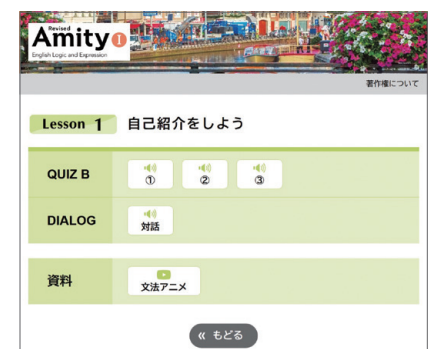 Revised
Amity I
English Logic and Expression
著作権について
Lesson 1 自己紹介をしよう
QUIZ B ① ② ③
DIALOG 対話
資料 文法アニメ
« もどる